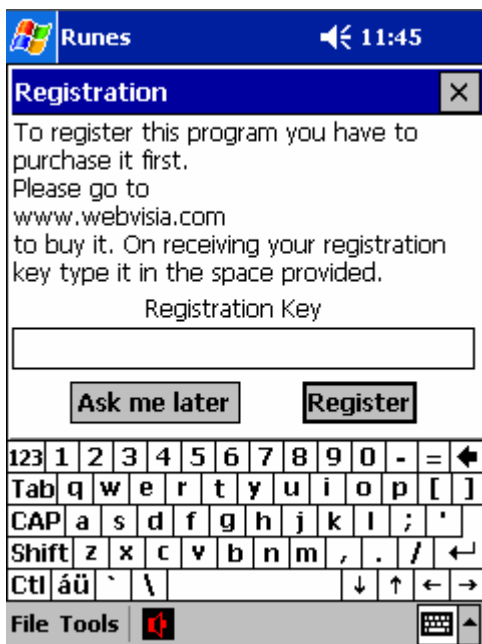 Runes 11:45
Registration
To register this program you have to
purchase it first.
Please go to
www.webvisia.com
to buy it. On receiving your registration
key type it in the space provided.
Registration Key
Ask me later Register
123 1 2 3 4 5 6 7 8 9 0 - =
Tab q w e r t y u i o p [ ]
CAP a s d f g h j k l ; '
Shift z x c v b n m , . /
Ctl áü ` \ ↓ ↑ ← →
File Tools